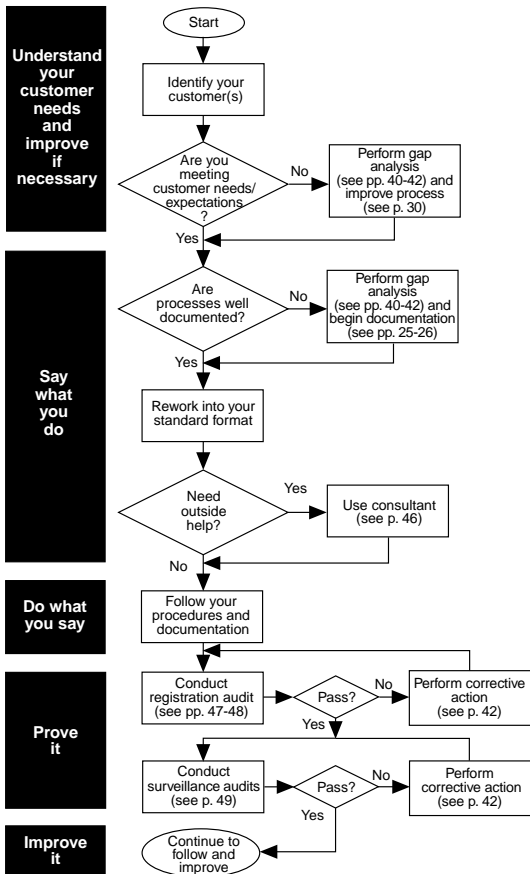 Understand
your
customer
needs
and
improve
if
necessary
Start
Identify your
customer(s)
Are you
meeting
customer needs/
expectations
?
No
Perform gap
analysis
(see pp. 40-42) and
improve process
(see p. 30)
Yes
Say
what
you
do
Are
processes well
documented?
No
Perform gap
analysis
(see pp. 40-42) and
begin documentation
(see pp. 25-26)
Yes
Rework into your
standard format
Need
outside
help?
Yes
Use consultant
(see p. 46)
No
Do what
you say
Follow your
procedures and
documentation
Prove
it
Conduct
registration audit
(see pp. 47-48)
Pass?
No
Perform corrective
action
(see p. 42)
Yes
Conduct
surveillance audits
(see p. 49)
Pass?
No
Perform
corrective action
(see p. 42)
Yes
Improve
it
Continue to
follow and
improve